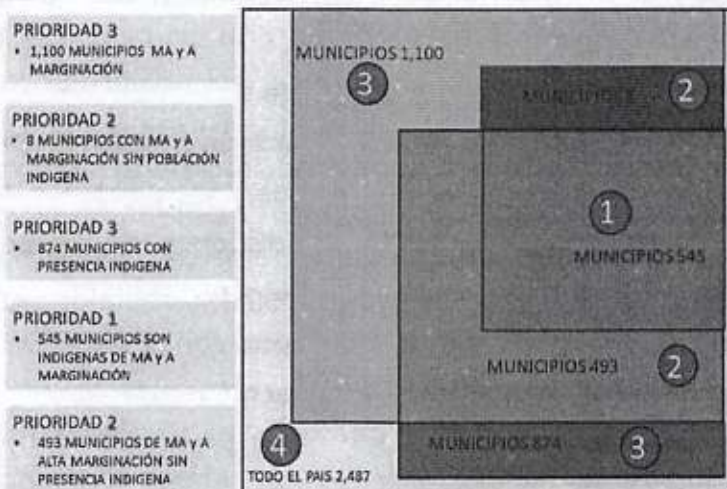 PRIORIDAD 3
• 1,100 MUNICIPIOS MA y A
MARGINACIÓN
PRIORIDAD 2
• 8 MUNICIPIOS CON MA y A
MARGINACIÓN SIN POBLACIÓN
INDIGENA
PRIORIDAD 3
• 874 MUNICIPIOS CON
PRESENCIA INDIGENA
PRIORIDAD 1
• 545 MUNICIPIOS SON
INDIGENAS DE MA y A
MARGINACIÓN
PRIORIDAD 2
• 493 MUNICIPIOS DE MA y A
ALTA MARGINACIÓN SIN
PRESENCIA INDIGENA
MUNICIPIOS 1,100
3
2
1
MUNICIPIOS 545
MUNICIPIOS 493
2
MUNICIPIOS 874
3
4
TODO EL PAIS 2,487